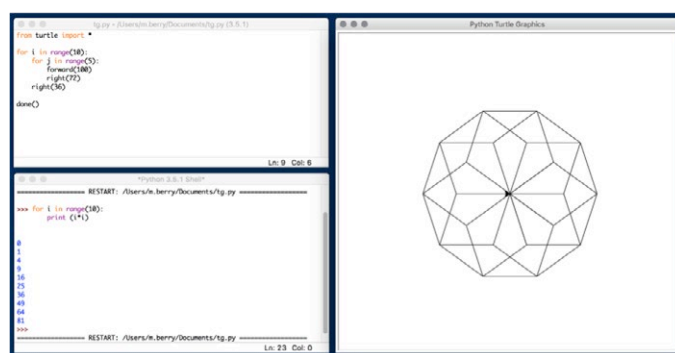 tg.py - /Users/m.berry/Documents/tg.py (3.5.1)
from turtle import *
for i in range(10):
    for j in range(5):
        forward(100)
        right(72)
    right(36)
done()
Ln: 9 Col: 6
*Python 3.5.1 Shell*
================== RESTART: /Users/m.berry/Documents/tg.py ==================
>>> for i in range(10):
        print (i*i)
0
1
4
9
16
25
36
49
64
81
>>>
================== RESTART: /Users/m.berry/Documents/tg.py ==================
Ln: 23 Col: 0
Python Turtle Graphics